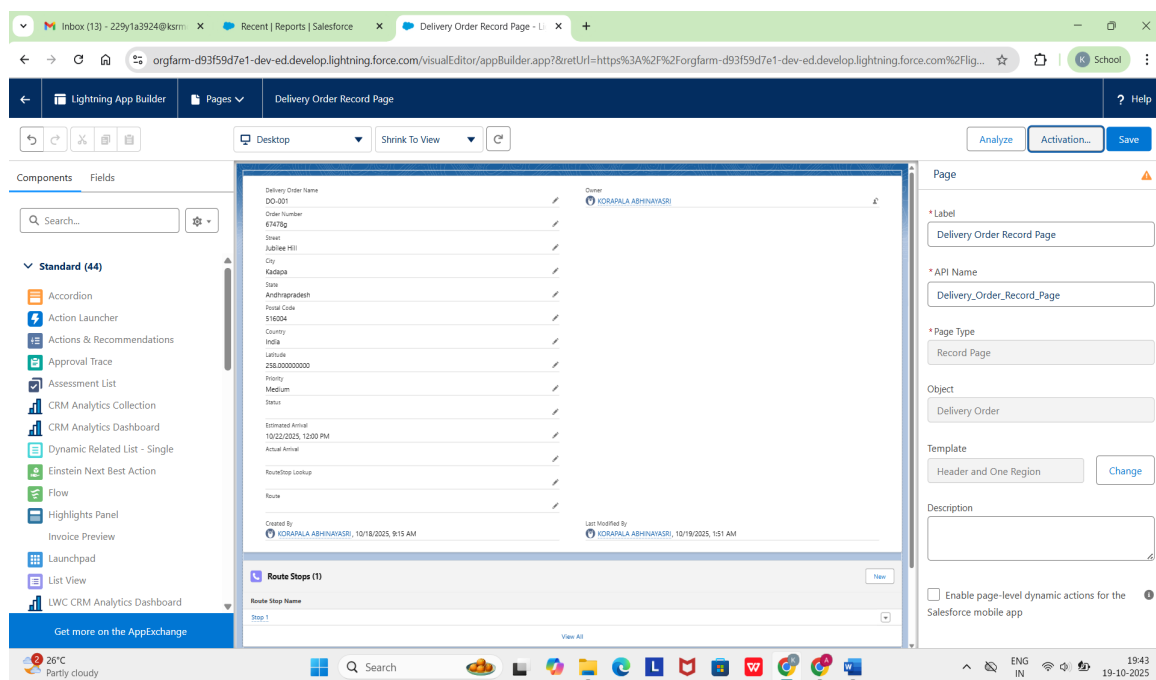 Inbox (13) - 229y1a3924@ksrm
Recent | Reports | Salesforce
Delivery Order Record Page - Li
orgfarm-d93f59d7e1-dev-ed.develop.lightning.force.com/visualEditor/appBuilder.app?&retUrl=https%3A%2F%2Forgfarm-d93f59d7e1-dev-ed.develop.lightning.force.com%2Flig...
K School
Lightning App Builder
Pages
Delivery Order Record Page
? Help
Desktop
Shrink To View
Analyze
Activation...
Save
Components
Fields
Search...
Standard (44)
Accordion
Action Launcher
Actions & Recommendations
Approval Trace
Assessment List
CRM Analytics Collection
CRM Analytics Dashboard
Dynamic Related List - Single
Einstein Next Best Action
Flow
Highlights Panel
Invoice Preview
Launchpad
List View
LWC CRM Analytics Dashboard
Get more on the AppExchange
Delivery Order Name
DO-001
Owner
KORAPALA ABHINAYASRI
Order Number
67478g
Street
Jubliee Hill
City
Kadapa
State
Andhrapradesh
Postal Code
516004
Country
India
Latitude
258.000000000
Priority
Medium
Status
Estimated Arrival
10/22/2025, 12:00 PM
Actual Arrival
RouteStop Lookup
Route
Created By
KORAPALA ABHINAYASRI, 10/18/2025, 9:15 AM
Last Modified By
KORAPALA ABHINAYASRI, 10/19/2025, 1:51 AM
Route Stops (1)
New
Route Stop Name
Stop 1
View All
Page
*Label
Delivery Order Record Page
*API Name
Delivery_Order_Record_Page
*Page Type
Record Page
Object
Delivery Order
Template
Header and One Region
Change
Description
Enable page-level dynamic actions for the
Salesforce mobile app
2
26°C
Partly cloudy
Search
ENG
IN
19:43
19-10-2025